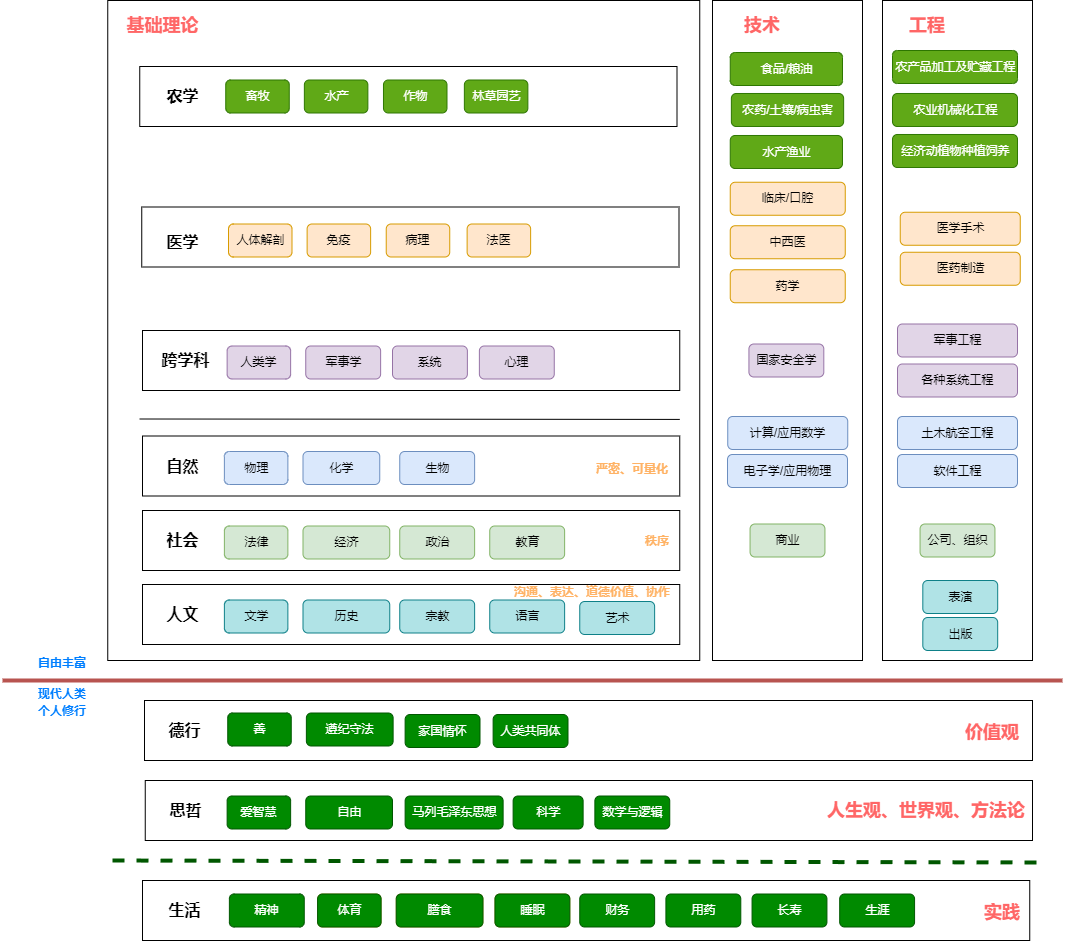 基础理论
农学
畜牧
水产
作物
林草园艺
医学
人体解剖
免疫
病理
法医
跨学科
人类学
军事学
系统
心理
自然
物理
化学
生物
严密、可量化
社会
法律
经济
政治
教育
秩序
沟通、表达、道德价值、协作
人文
文学
历史
宗教
语言
艺术
技术
食品/粮油
农药/土壤/病虫害
水产渔业
临床/口腔
中西医
药学
国家安全学
计算/应用数学
电子学/应用物理
商业
工程
农产品加工及贮藏工程
农业机械化工程
经济动植物种植饲养
医学手术
医药制造
军事工程
各种系统工程
土木航空工程
软件工程
公司、组织
表演
出版
自由丰富
现代人类
个人修行
德行
善
遵纪守法
家国情怀
人类共同体
价值观
思哲
爱智慧
自由
马列毛泽东思想
科学
数学与逻辑
人生观、世界观、方法论
生活
精神
体育
膳食
睡眠
财务
用药
长寿
生涯
实践